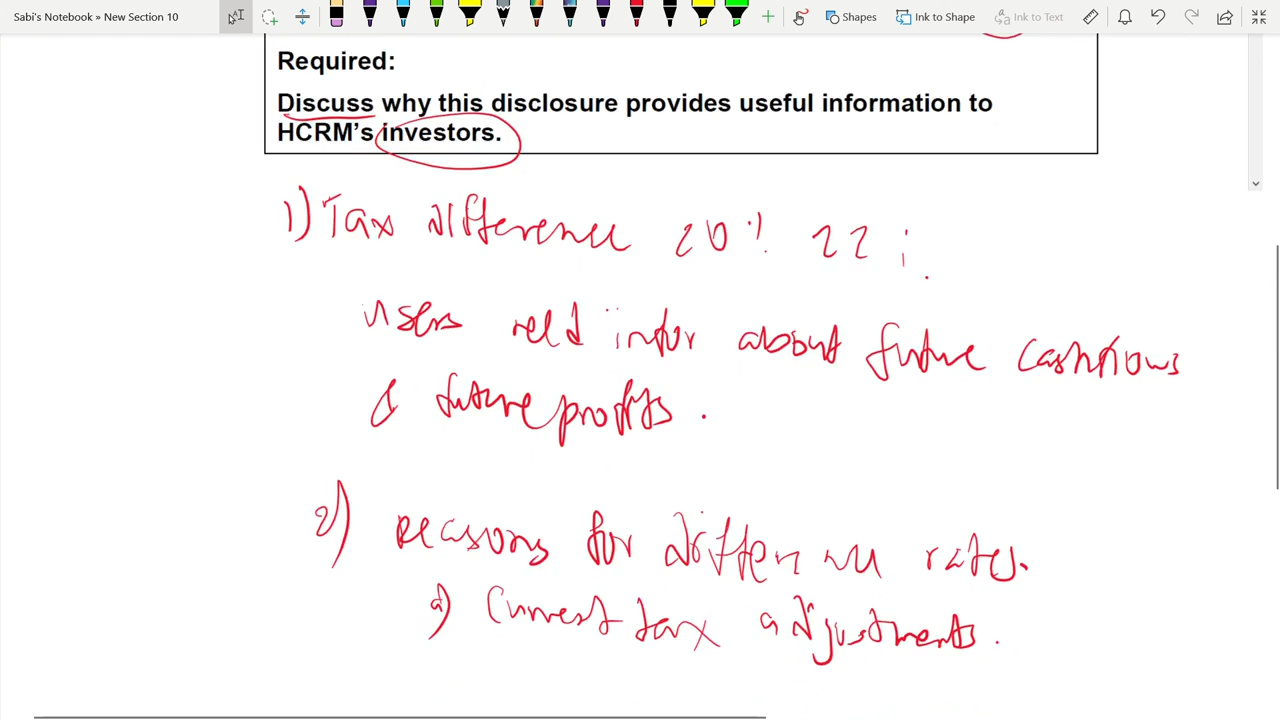 Sabi's Notebook » New Section 10
Shapes
Ink to Shape
Ink to Text
Required:
Discuss why this disclosure provides useful information to
HCRM's investors.
1) Tax difference 20% 22%
users need infor about future cashflows
& future profits.
2) Reasons for difference rates.
a) Current tax adjustments.